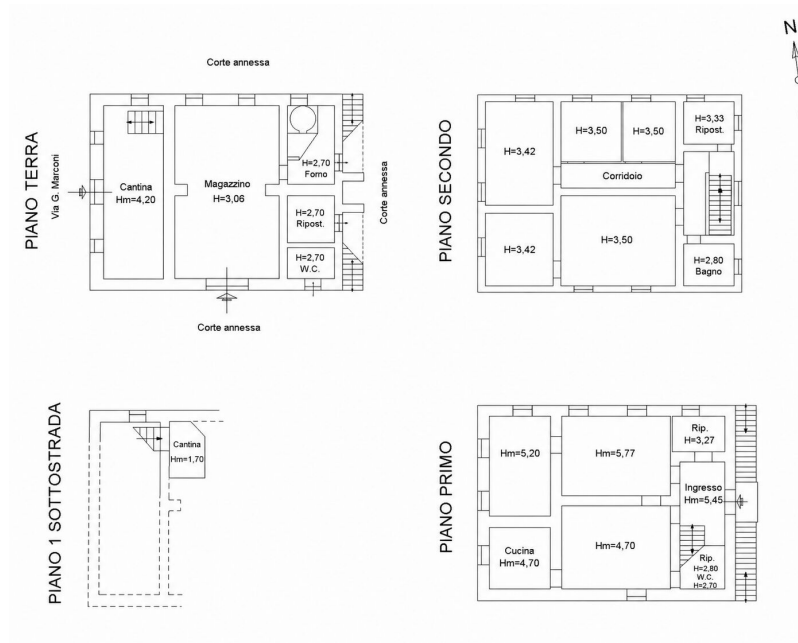 N
PIANO TERRA
Via G. Marconi
Corte annessa
Cantina
Hm=4,20
Magazzino
H=3,06
H=2,70
Forno
H=2,70
Ripost.
H=2,70
W.C.
Corte annessa
Corte annessa
PIANO SECONDO
H=3,42
H=3,50
H=3,50
H=3,33
Ripost.
Corridoio
H=3,42
H=3,50
H=2,80
Bagno
PIANO 1 SOTTOSTRADA
Cantina
Hm=1,70
PIANO PRIMO
Hm=5,20
Hm=5,77
Rip.
H=3,27
Ingresso
Hm=5,45
Cucina
Hm=4,70
Hm=4,70
Rip.
H=2,80
W.C.
H=2,70